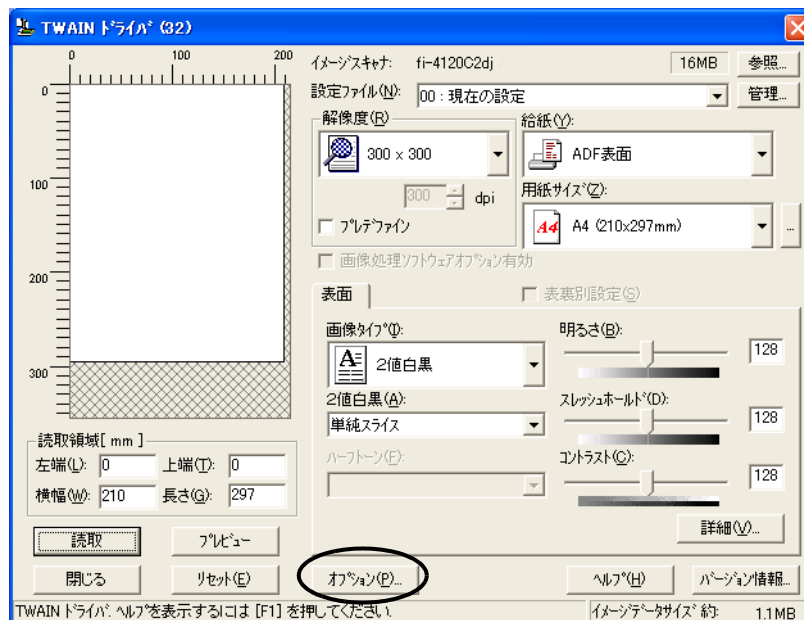 TWAIN ﾄﾞﾗｲﾊﾞ (32)
0 100 200
0
100
200
300
ｲﾒｰｼﾞｽｷｬﾅ: fi-4120C2dj 16MB 参照...
設定ﾌｧｲﾙ(N): 00 : 現在の設定 管理...
解像度(R)
300 × 300
300 dpi
ﾌﾟﾚﾃﾞﾌｧｲﾝ
給紙(Y):
ADF表面
用紙ｻｲｽﾞ(Z):
A4 A4 (210x297mm) ...
画像処理ｿﾌﾄｳｪｱｵﾌﾟｼｮﾝ有効
表面 表裏別設定(S)
画像ﾀｲﾌﾟ(I):
A 2値白黒
2値白黒(A):
単純ｽﾗｲｽ
ﾊｰﾌﾄｰﾝ(F):
明るさ(B):
128
ｽﾚｯｼｭﾎｰﾙﾄﾞ(D):
128
ｺﾝﾄﾗｽﾄ(C):
128
詳細(V)...
読取領域[ mm ]
左端(L): 0 上端(T): 0
横幅(W): 210 長さ(G): 297
読取 ﾌﾟﾚﾋﾞｭｰ
閉じる ﾘｾｯﾄ(E) ｵﾌﾟｼｮﾝ(P)... ﾍﾙﾌﾟ(H) ﾊﾞｰｼﾞｮﾝ情報...
TWAIN ﾄﾞﾗｲﾊﾞ. ﾍﾙﾌﾟを表示するには [F1] を押してください. ｲﾒｰｼﾞﾃﾞｰﾀｻｲｽﾞ 約: 1.1MB